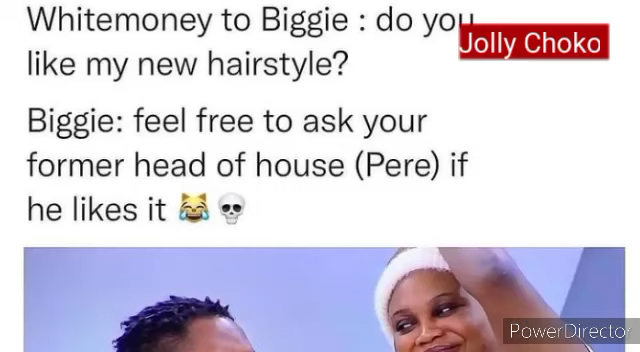 Whitemoney to Biggie : do you
Jolly Choko
like my new hairstyle?
Biggie: feel free to ask your
former head of house (Pere) if
he likes it 😹💀
PowerDirector